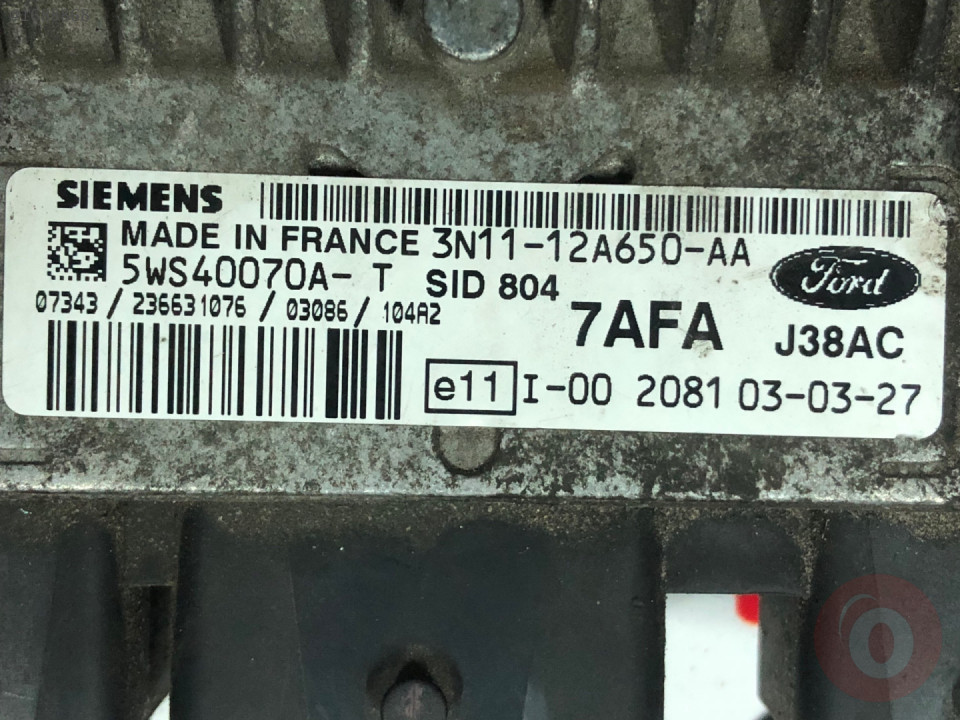 SIEMENS
MADE IN FRANCE 3N11-12A650-AA
5WS40070A- T SID 804
Ford
07343 / 236631076 / 03086 / 104A2
7AFA J38AC
e11 I-00 2081 03-03-27
O